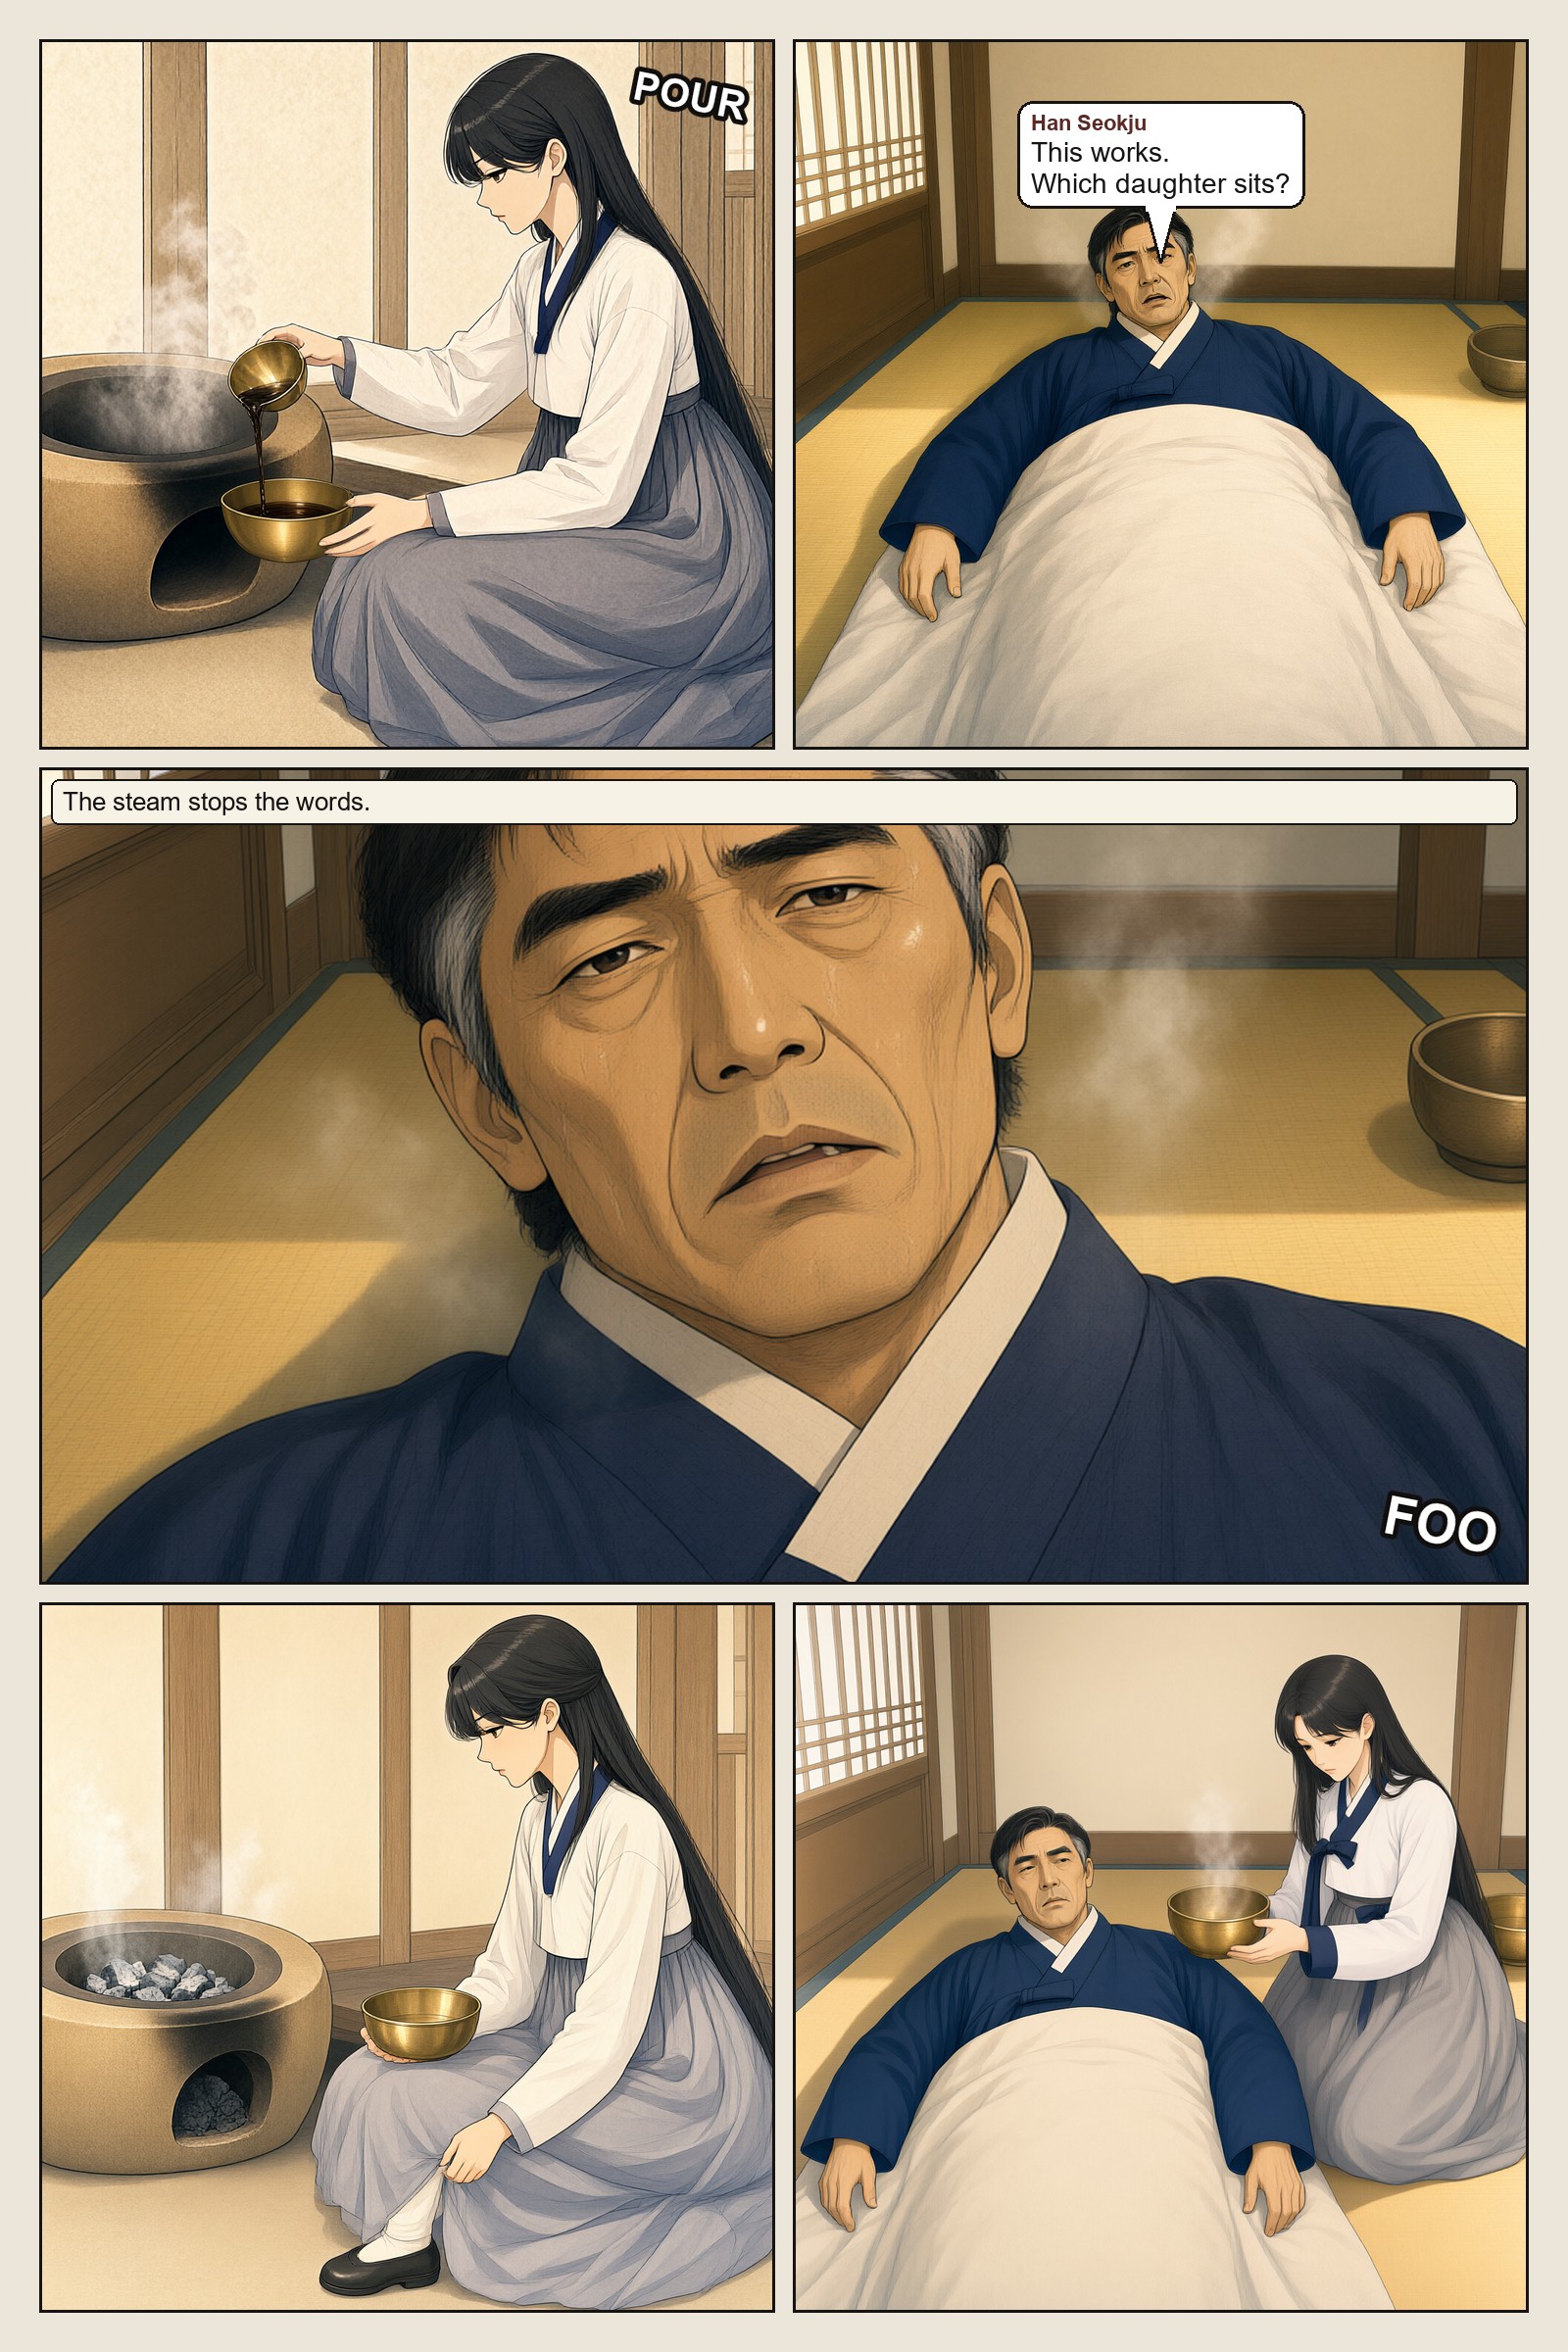 POUR
Han Seokju
This works.
Which daughter sits?
The steam stops the words.
FOO